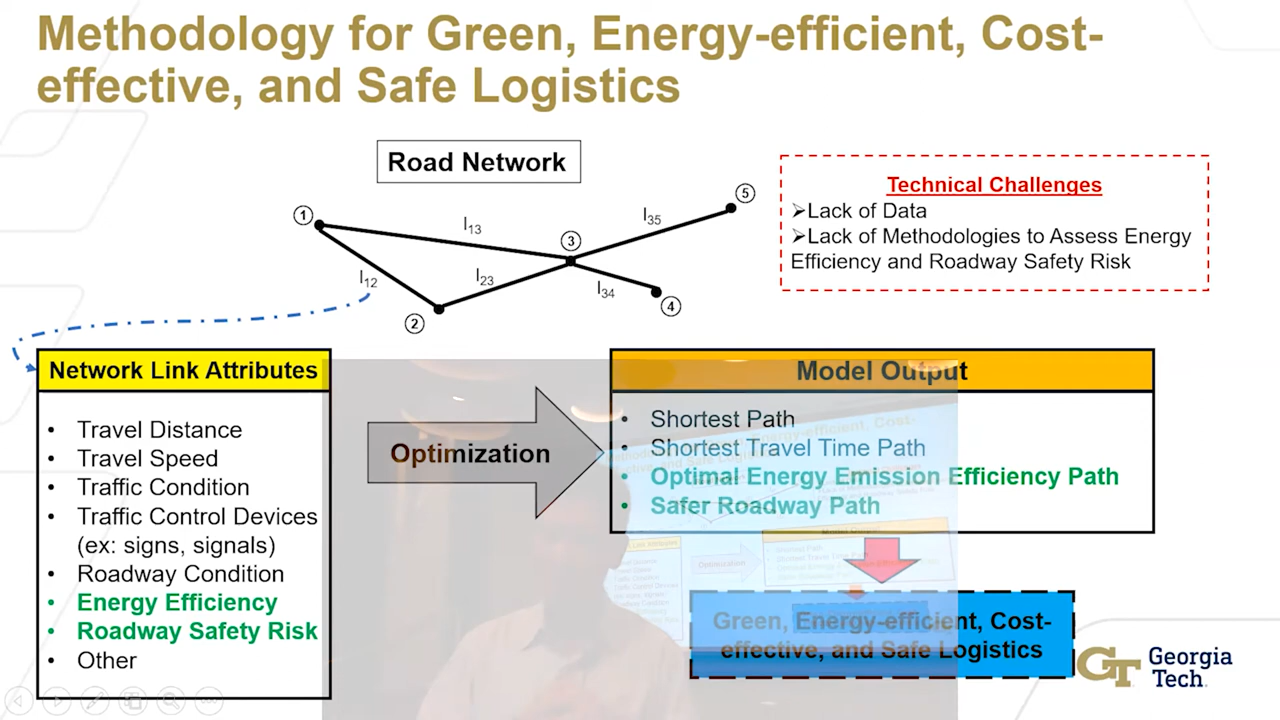 Methodology for Green, Energy-efficient, Cost-
effective, and Safe Logistics
Road Network
1
2
3
4
5
l13
l12
l23
l35
l34
Technical Challenges
➢Lack of Data
➢Lack of Methodologies to Assess Energy
Efficiency and Roadway Safety Risk
Network Link Attributes
• Travel Distance
• Travel Speed
• Traffic Condition
• Traffic Control Devices
(ex: signs, signals)
• Roadway Condition
• Energy Efficiency
• Roadway Safety Risk
• Other
Optimization
Model Output
• Shortest Path
• Shortest Travel Time Path
• Optimal Energy Emission Efficiency Path
• Safer Roadway Path
Optimization
Green, Energy-efficient, Cost-
effective, and Safe Logistics
GT Georgia
Tech